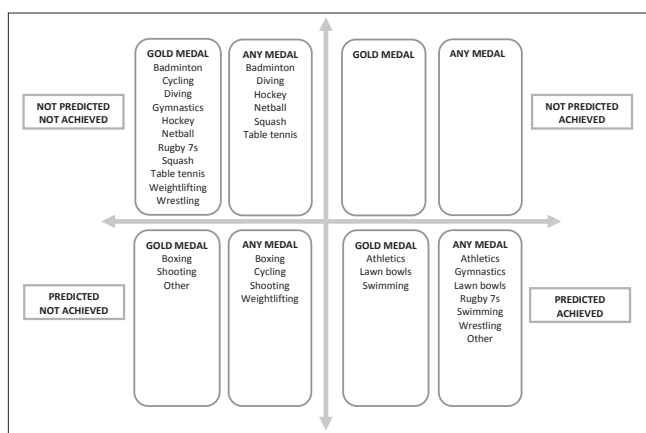 NOT PREDICTED
NOT ACHIEVED
GOLD MEDAL
Badminton
Cycling
Diving
Gymnastics
Hockey
Netball
Rugby 7s
Squash
Table tennis
Weightlifting
Wrestling
ANY MEDAL
Badminton
Diving
Hockey
Netball
Squash
Table tennis
GOLD MEDAL
ANY MEDAL
NOT PREDICTED
ACHIEVED
PREDICTED
NOT ACHIEVED
GOLD MEDAL
Boxing
Shooting
Other
ANY MEDAL
Boxing
Cycling
Shooting
Weightlifting
GOLD MEDAL
Athletics
Lawn bowls
Swimming
ANY MEDAL
Athletics
Gymnastics
Lawn bowls
Rugby 7s
Swimming
Wrestling
Other
PREDICTED
ACHIEVED